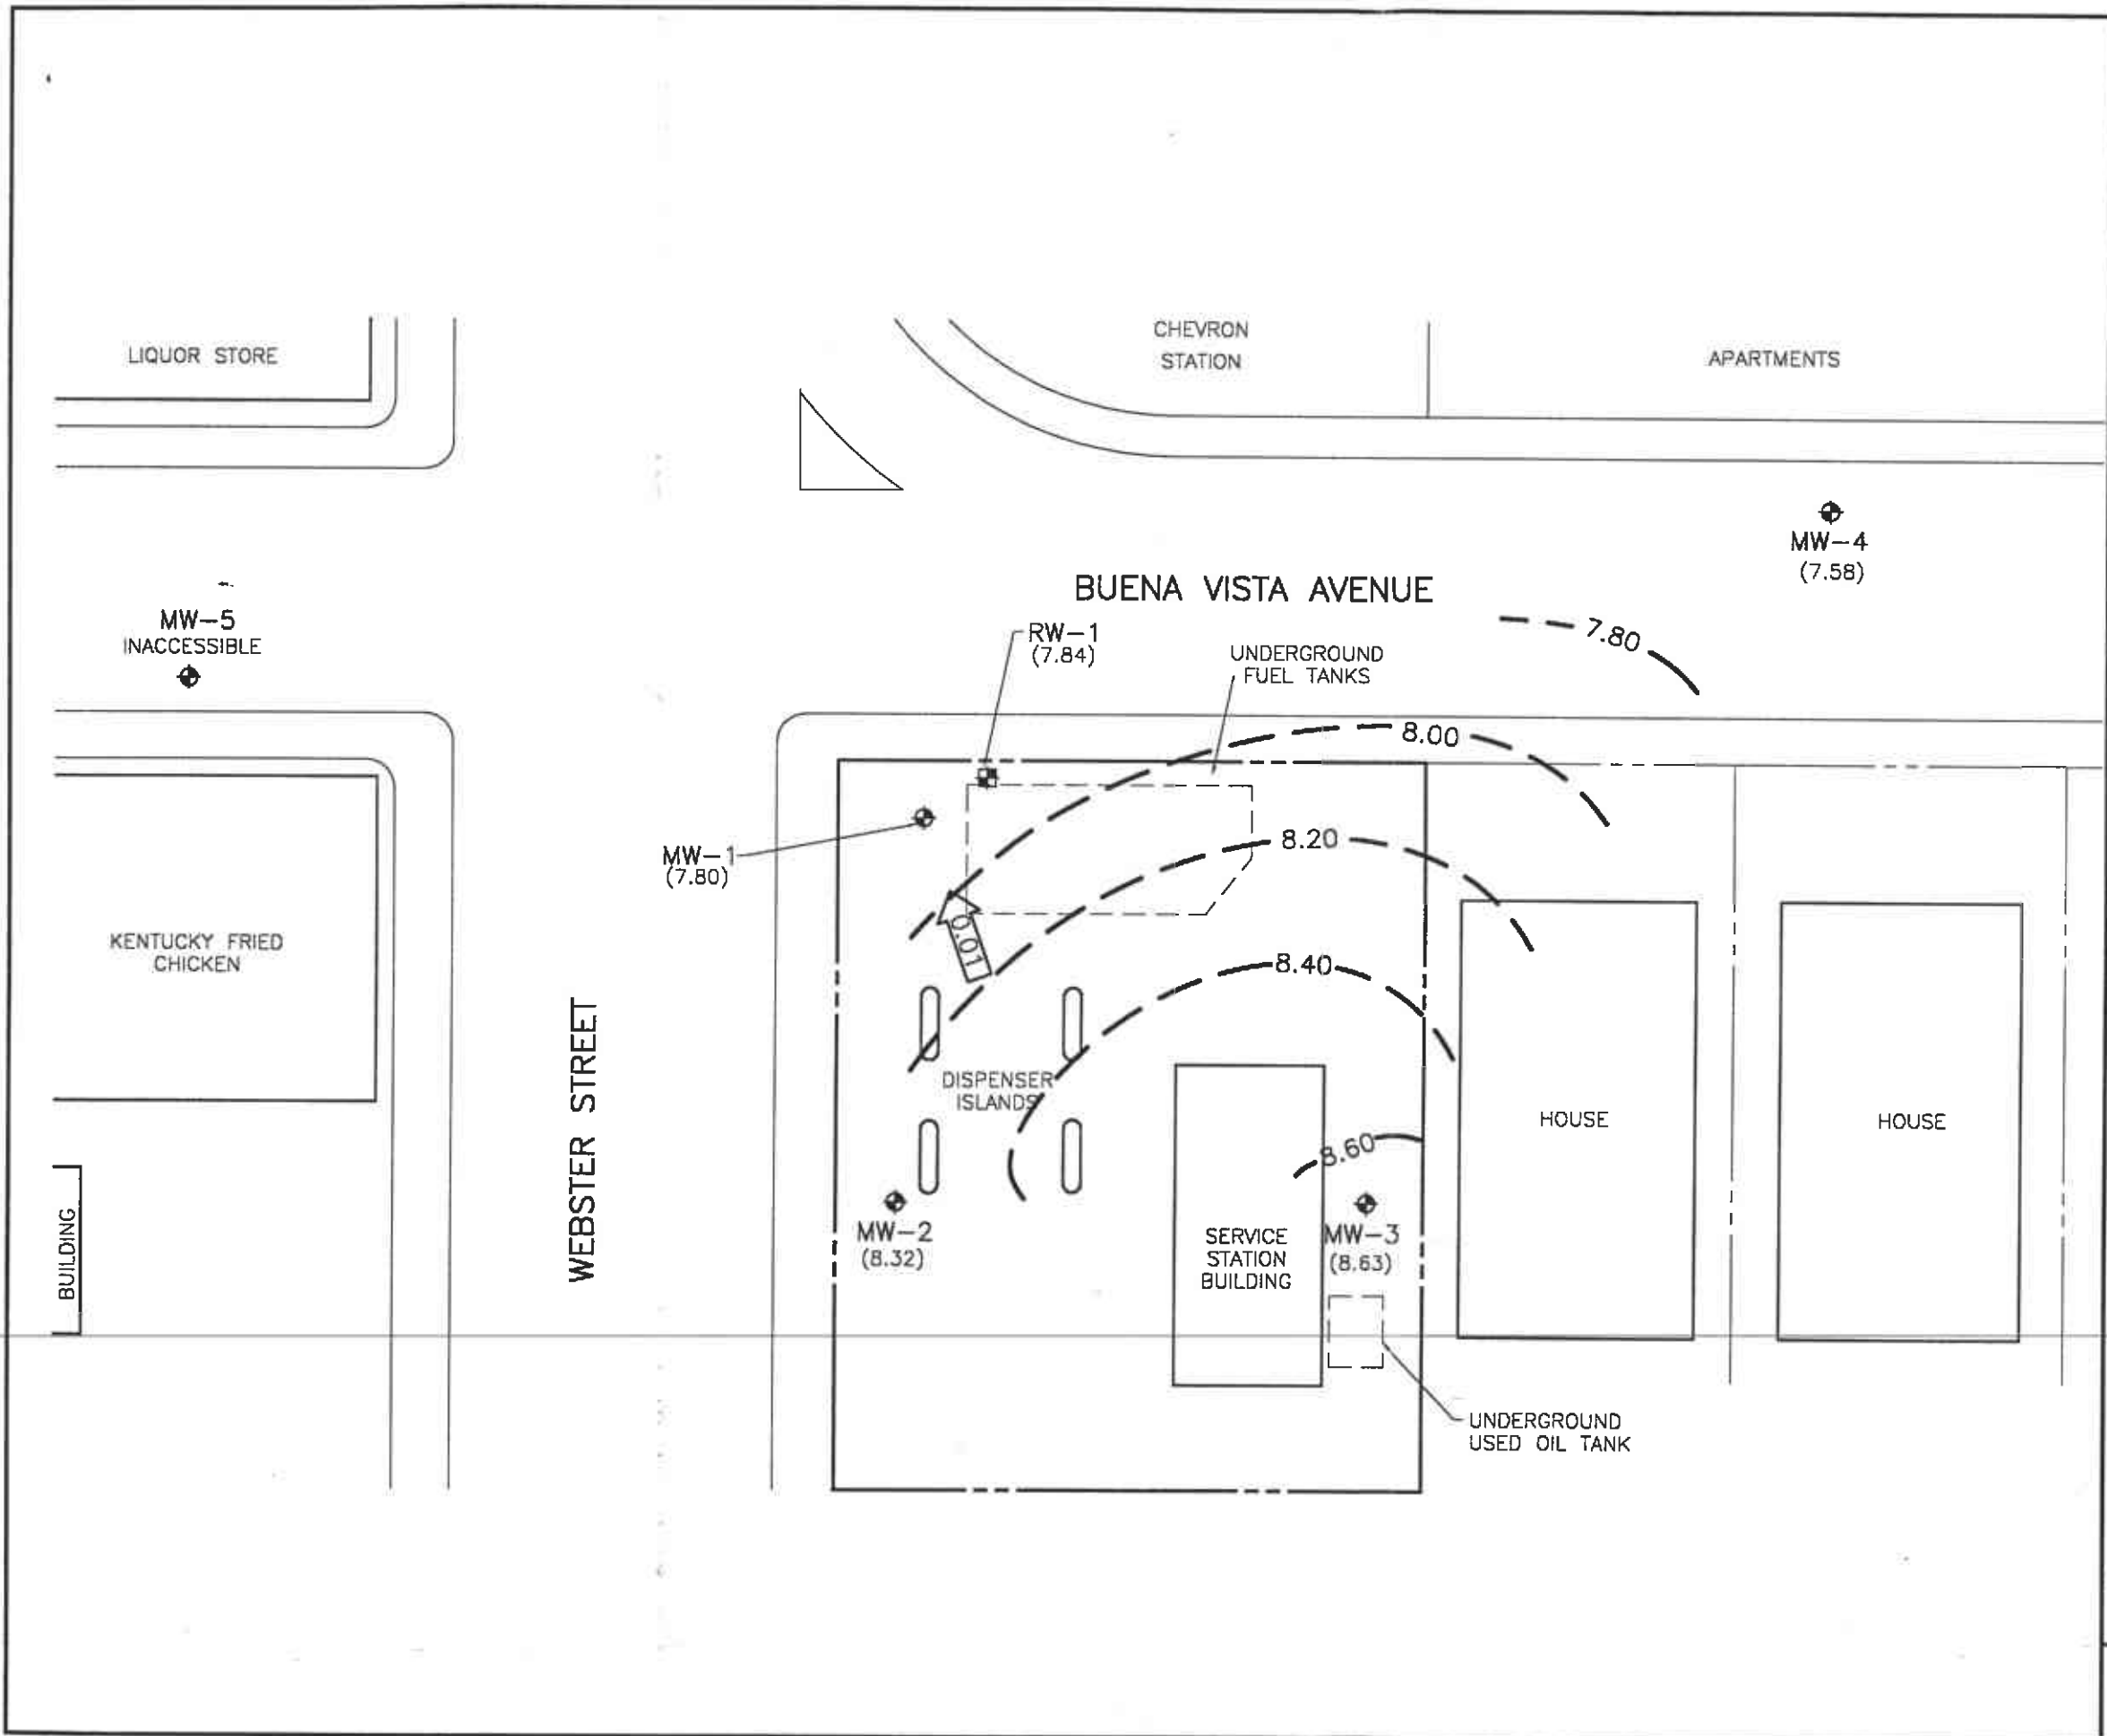 LIQUOR STORE
CHEVRON
STATION
APARTMENTS
MW-4
(7.58)
BUENA VISTA AVENUE
MW-5
INACCESSIBLE
RW-1
(7.84)
UNDERGROUND
FUEL TANKS
7.80
8.00
8.20
MW-1
(7.80)
0.01
KENTUCKY FRIED
CHICKEN
8.40
WEBSTER STREET
DISPENSER
ISLANDS
HOUSE
HOUSE
8.60
BUILDING
MW-2
(8.32)
SERVICE
STATION
BUILDING
MW-3
(8.63)
UNDERGROUND
USED OIL TANK